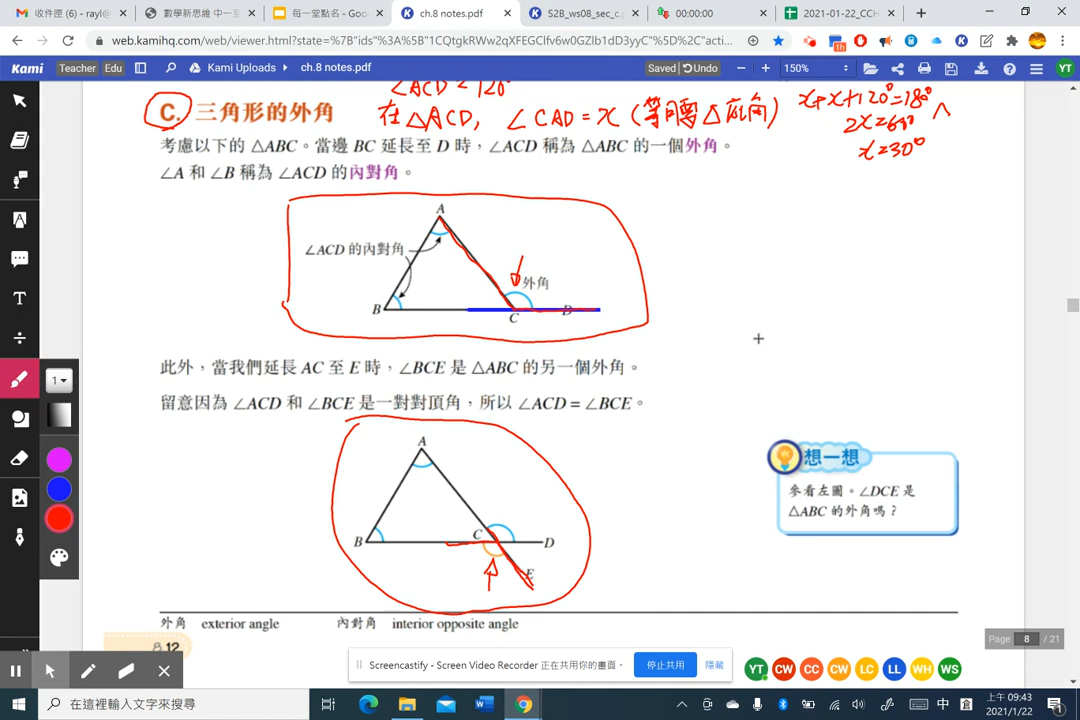 收件匣 (6) - rayl@
數學新思維 中一至
每一堂點名 - Goog
ch.8 notes.pdf
S2B_ws08_sec_c.p
00:00:00
2021-01-22_CCH
web.kamihq.com/web/viewer.html?state=%7B"ids"%3A%5B"1CQtgkRWw2qXFEGClfv6w0GZlb1dD3yyC"%5D%2C"acti...
1h
Kami
Teacher
Edu
Kami Uploads
ch.8 notes.pdf
Saved
Undo
150%
YT
在 △ACD, ∠CAD = x (等腰△底角)
x+x+120°=180°
2x=60°
x=30°
C. 三角形的外角
考慮以下的 △ABC。當邊 BC 延長至 D 時，∠ACD 稱為 △ABC 的一個外角。
∠A 和 ∠B 稱為 ∠ACD 的內對角。
A
∠ACD 的內對角
外角
B
C
D
此外，當我們延長 AC 至 E 時，∠BCE 是 △ABC 的另一個外角。
留意因為 ∠ACD 和 ∠BCE 是一對對頂角，所以 ∠ACD = ∠BCE。
A
B
C
D
E
想一想
參看左圖。∠DCE 是
△ABC 的外角嗎？
外角 exterior angle
內對角 interior opposite angle
8.12
Page 8 / 21
Screencastify - Screen Video Recorder 正在共用你的畫面。
停止共用
隱藏
YT CW CC CW LC LL WH WS
在這裡輸入文字來搜尋
中
上午 09:43
2021/1/22
1